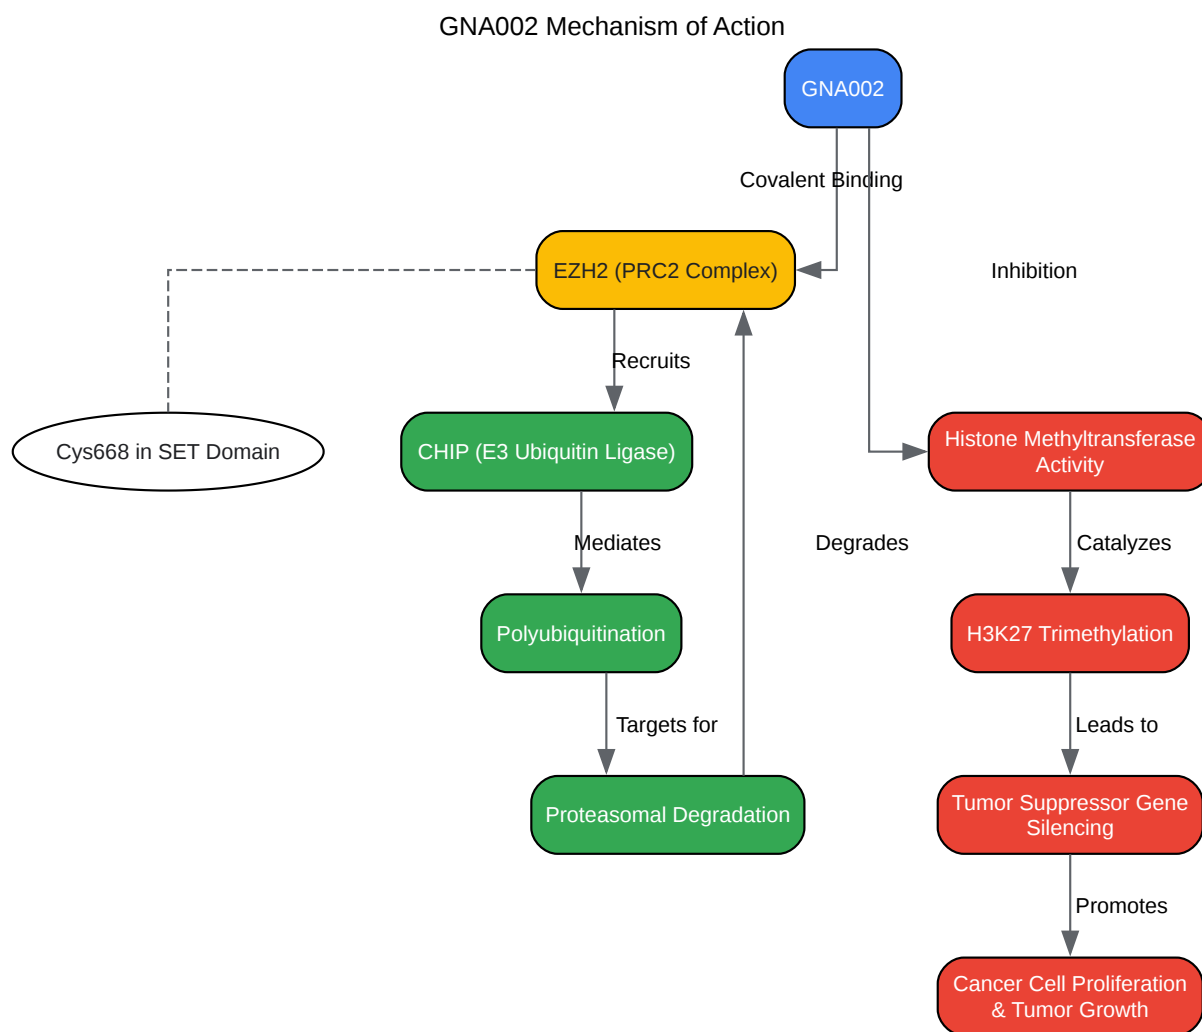 GNA002 Mechanism of Action
GNA002
Covalent Binding
EZH2 (PRC2 Complex)
Inhibition
Recruits
Cys668 in SET Domain
CHIP (E3 Ubiquitin Ligase)
Histone Methyltransferase
Activity
Mediates
Degrades
Catalyzes
Polyubiquitination
H3K27 Trimethylation
Targets for
Leads to
Proteasomal Degradation
Tumor Suppressor Gene
Silencing
Promotes
Cancer Cell Proliferation
& Tumor Growth